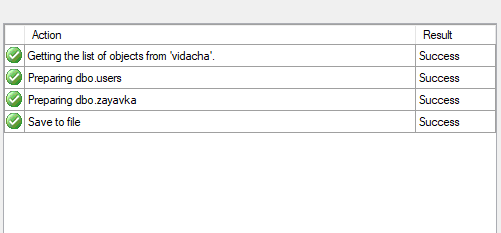 Action Result
Getting the list of objects from 'vidacha'. Success
Preparing dbo.users Success
Preparing dbo.zayavka Success
Save to file Success